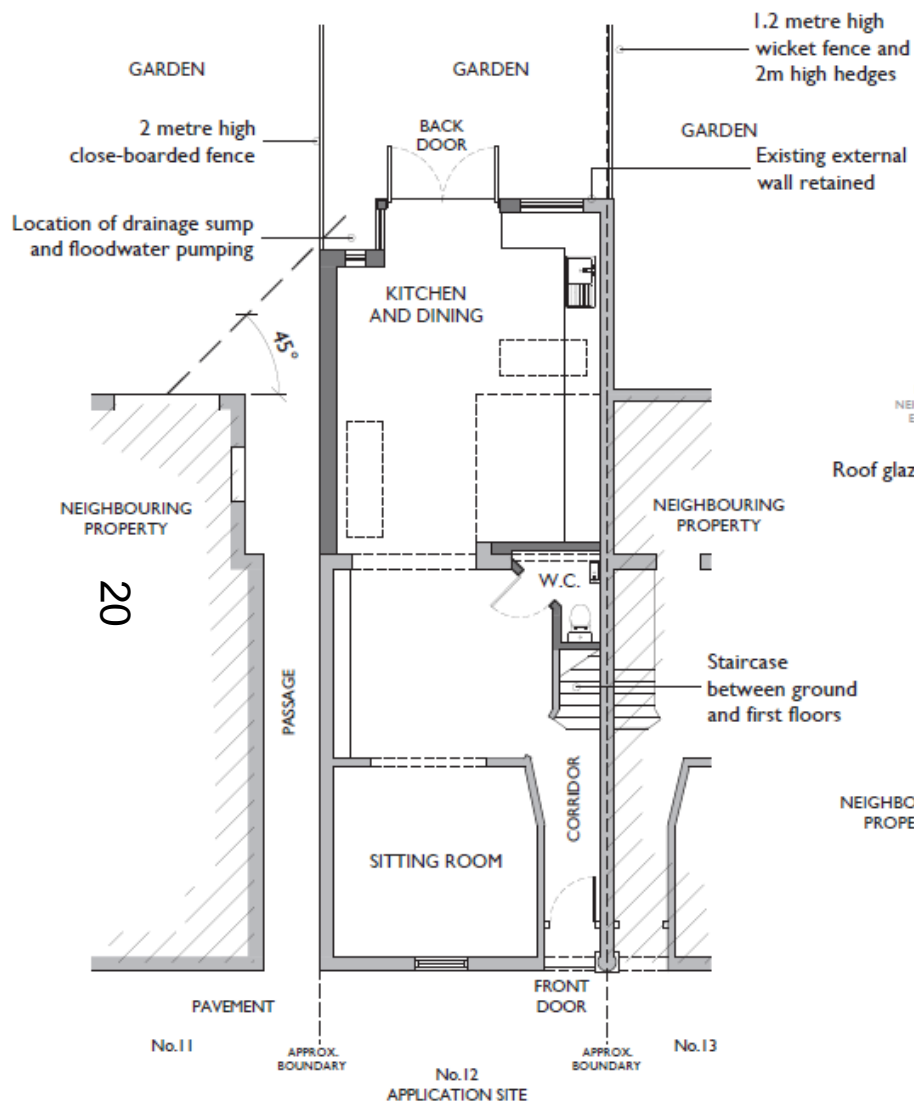 1.2 metre high
wicket fence and
2m high hedges
GARDEN
GARDEN
2 metre high
close-boarded fence
BACK
DOOR
GARDEN
Existing external
wall retained
Location of drainage sump
and floodwater pumping
KITCHEN
AND DINING
45°
Roof glaz
NEIGHBOURING
PROPERTY
NEIGHBOURING
PROPERTY
W.C.
20
PASSAGE
Staircase
between ground
and first floors
CORRIDOR
NEIGHBO
PROPE
SITTING ROOM
PAVEMENT
FRONT
DOOR
No.11
APPROX.
BOUNDARY
No.12
APPLICATION SITE
APPROX.
BOUNDARY
No.13